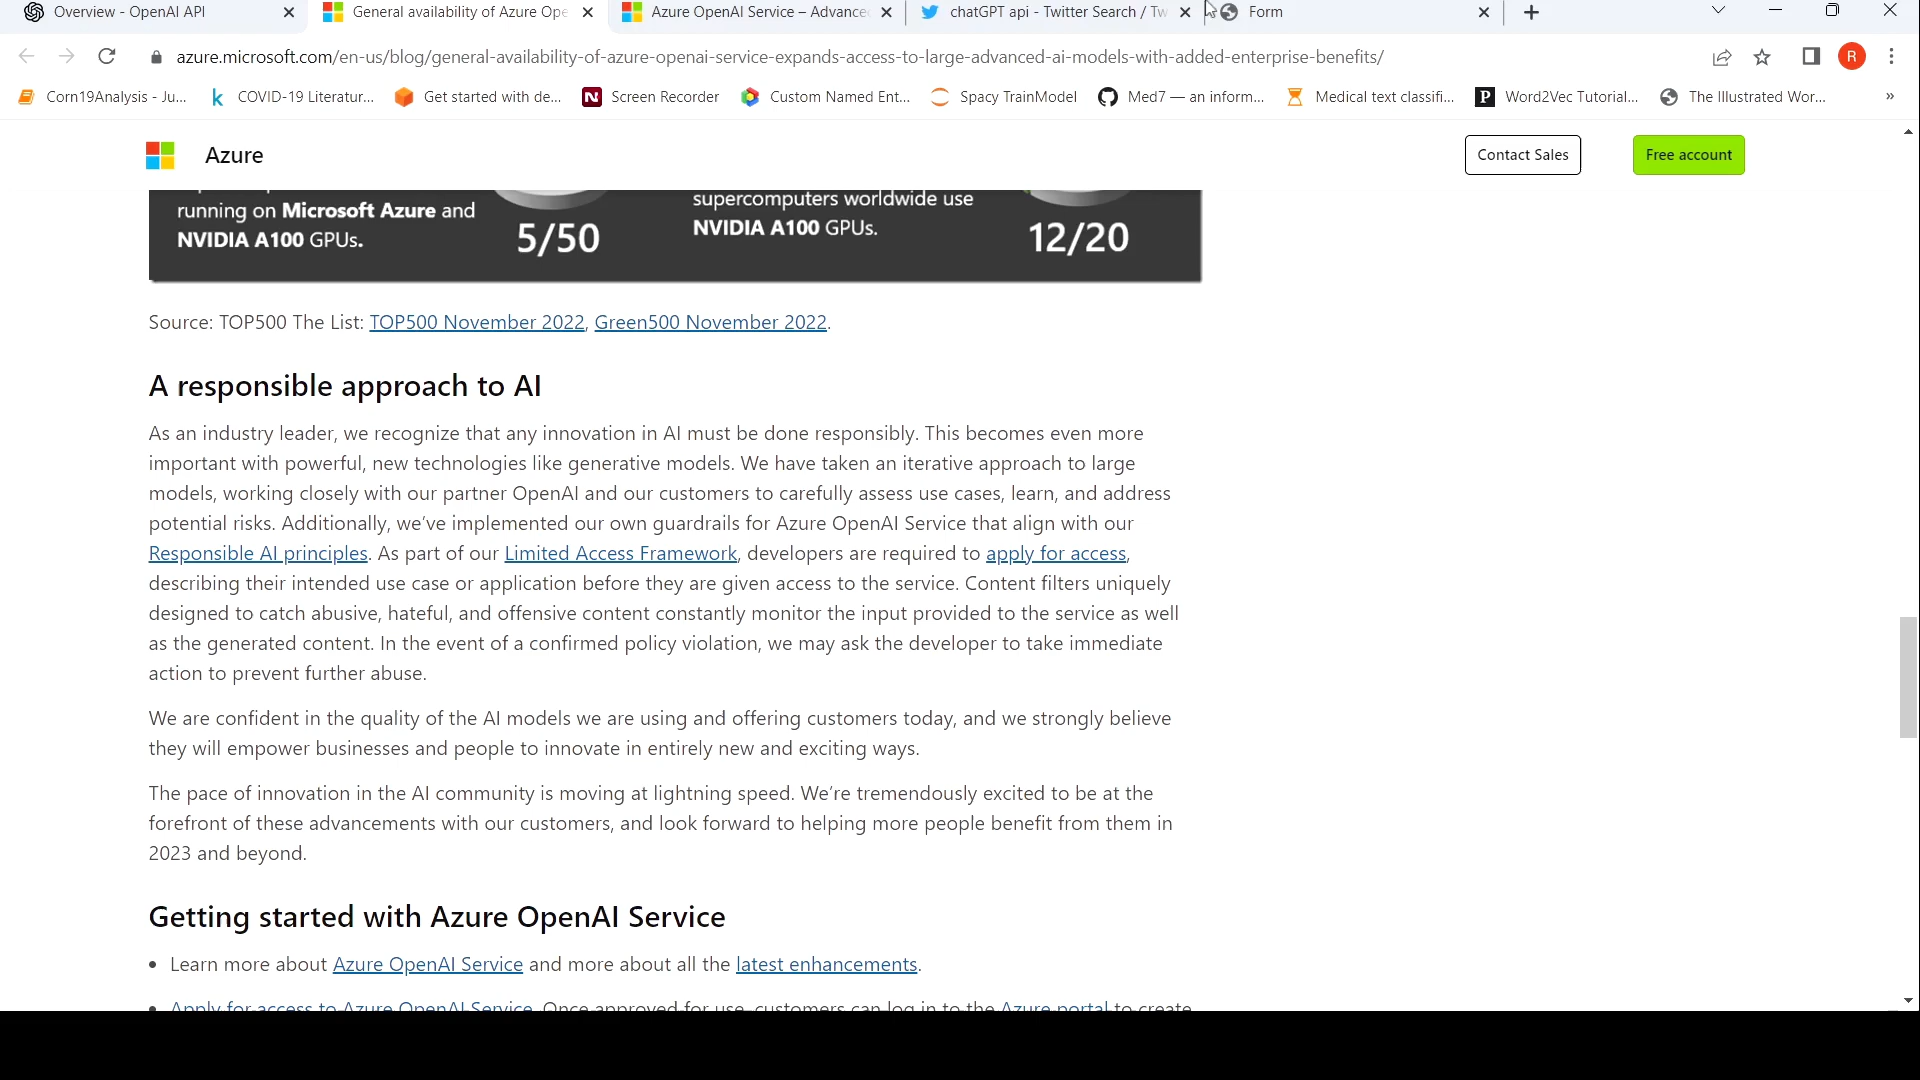 Overview - OpenAI API
General availability of Azure Ope
Azure OpenAI Service – Advance
chatGPT api - Twitter Search / Tw
Form
azure.microsoft.com/en-us/blog/general-availability-of-azure-openai-service-expands-access-to-large-advanced-ai-models-with-added-enterprise-benefits/
R
Corn19Analysis - Ju...
COVID-19 Literatur...
Get started with de...
Screen Recorder
Custom Named Ent...
Spacy TrainModel
Med7 — an inform...
Medical text classifi...
Word2Vec Tutorial...
The Illustrated Wor...
»
Azure
Contact Sales
Free account
running on Microsoft Azure and
NVIDIA A100 GPUs.
5/50
supercomputers worldwide use
NVIDIA A100 GPUs.
12/20
Source: TOP500 The List: TOP500 November 2022, Green500 November 2022.
A responsible approach to AI
As an industry leader, we recognize that any innovation in AI must be done responsibly. This becomes even more
important with powerful, new technologies like generative models. We have taken an iterative approach to large
models, working closely with our partner OpenAI and our customers to carefully assess use cases, learn, and address
potential risks. Additionally, we've implemented our own guardrails for Azure OpenAI Service that align with our
Responsible AI principles. As part of our Limited Access Framework, developers are required to apply for access,
describing their intended use case or application before they are given access to the service. Content filters uniquely
designed to catch abusive, hateful, and offensive content constantly monitor the input provided to the service as well
as the generated content. In the event of a confirmed policy violation, we may ask the developer to take immediate
action to prevent further abuse.
We are confident in the quality of the AI models we are using and offering customers today, and we strongly believe
they will empower businesses and people to innovate in entirely new and exciting ways.
The pace of innovation in the AI community is moving at lightning speed. We're tremendously excited to be at the
forefront of these advancements with our customers, and look forward to helping more people benefit from them in
2023 and beyond.
Getting started with Azure OpenAI Service
• Learn more about Azure OpenAI Service and more about all the latest enhancements.
• Apply for access to Azure OpenAI Service. Once approved for use, customers can log in to the Azure portal to create